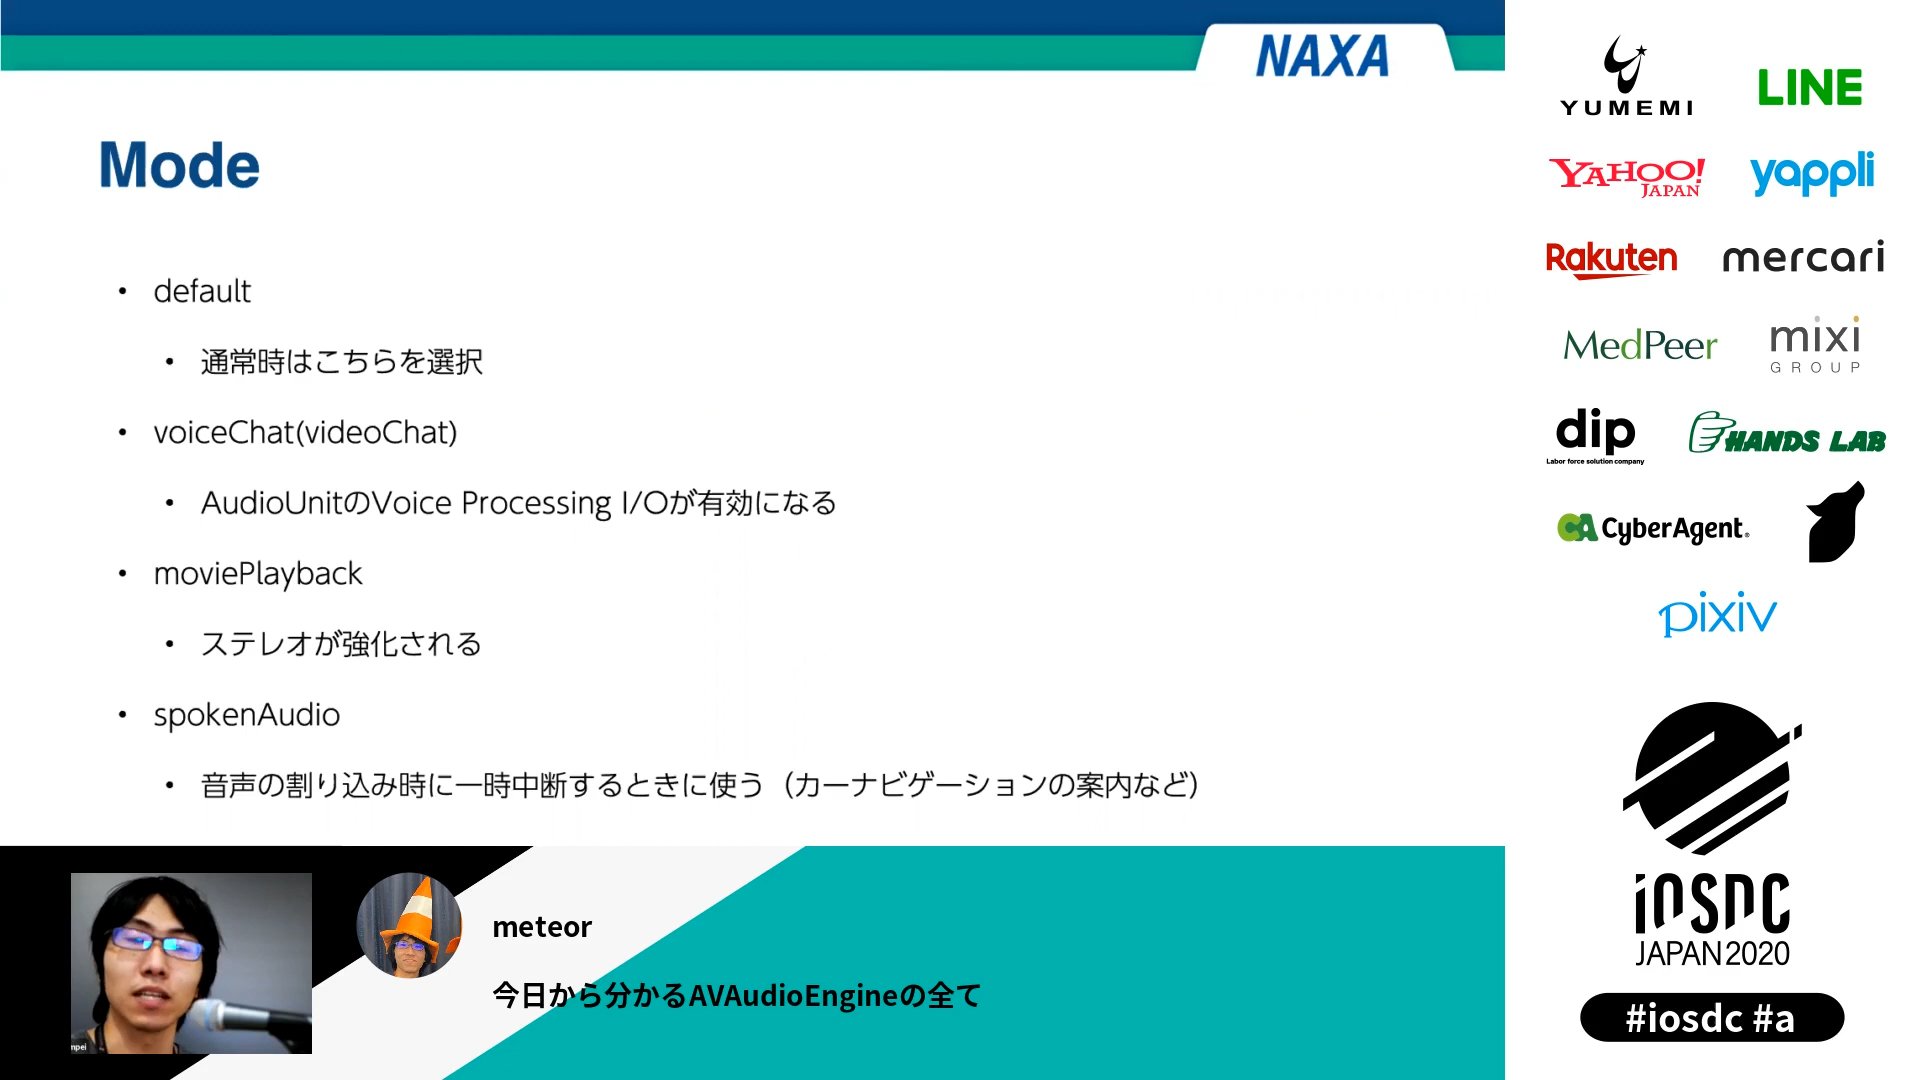 NAXA
Mode
• default
• 通常時はこちらを選択
• voiceChat(videoChat)
• AudioUnitのVoice Processing I/Oが有効になる
• moviePlayback
• ステレオが強化される
• spokenAudio
• 音声の割り込み時に一時中断するときに使う（カーナビゲーションの案内など）
mpei
meteor
今日から分かるAVAudioEngineの全て
YUMEMI
LINE
YAHOO!
JAPAN
yappli
Rakuten
mercari
MedPeer
mixi
GROUP
dip
Labor force solution company
HANDS LAB
CA CyberAgent®
pixiv
iOSDC
JAPAN 2020
#iosdc #a